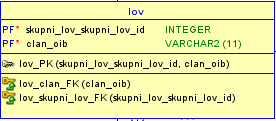 lov
PF* skupni_lov_skupni_lov_id INTEGER
PF* clan_oib VARCHAR2 (11)
lov_PK (skupni_lov_skupni_lov_id, clan_oib)
lov_clan_FK (clan_oib)
lov_skupni_lov_FK (skupni_lov_skupni_lov_id)